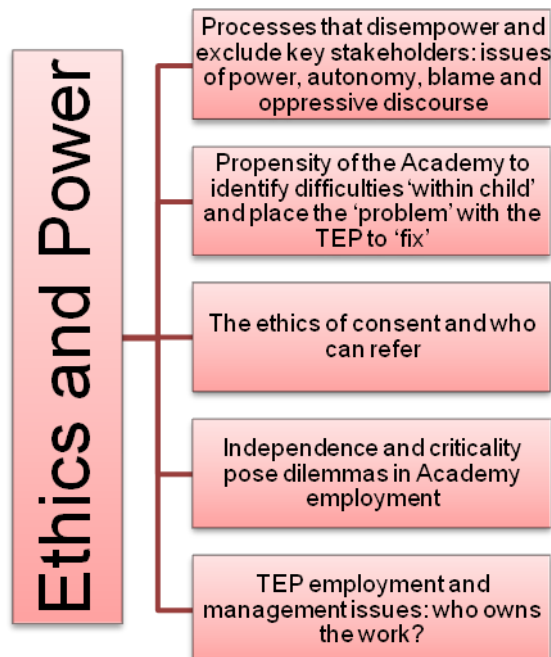 Ethics and Power
Processes that disempower and
exclude key stakeholders: issues
of power, autonomy, blame and
oppressive discourse
Propensity of the Academy to
identify difficulties ‘within child’
and place the ‘problem’ with the
TEP to ‘fix’
The ethics of consent and who
can refer
Independence and criticality
pose dilemmas in Academy
employment
TEP employment and
management issues: who owns
the work?